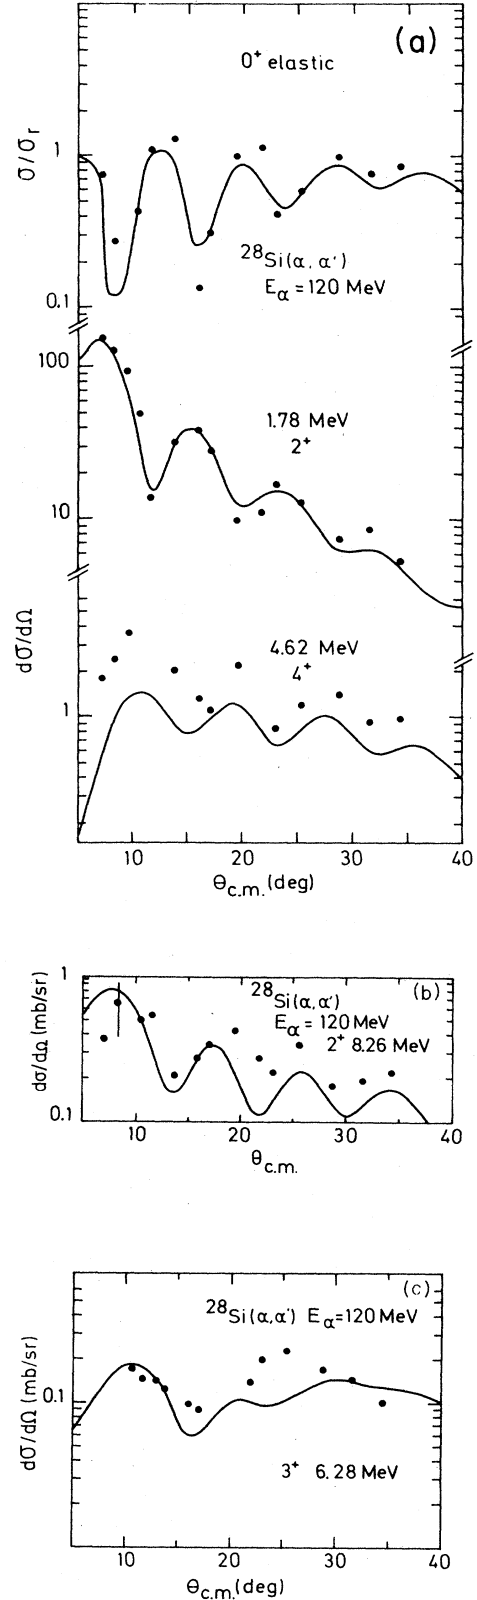 (a)
0+ elastic
σ/σr
1
0.1
28Si(α, α')
Eα = 120 MeV
100
1.78 MeV
2+
10
dσ/dΩ
4.62 MeV
4+
1
10 20 30 40
θc.m.(deg)
(b)
1
28Si(α,α')
Eα = 120 MeV
2+ 8.26 MeV
dσ/dΩ (mb/sr)
0.1
10 20 30 40
θc.m.
(c)
28Si(α,α') Eα=120 MeV
dσ/dΩ (mb/sr)
0.1
3+ 6.28 MeV
10 20 30 40
θc.m.(deg)